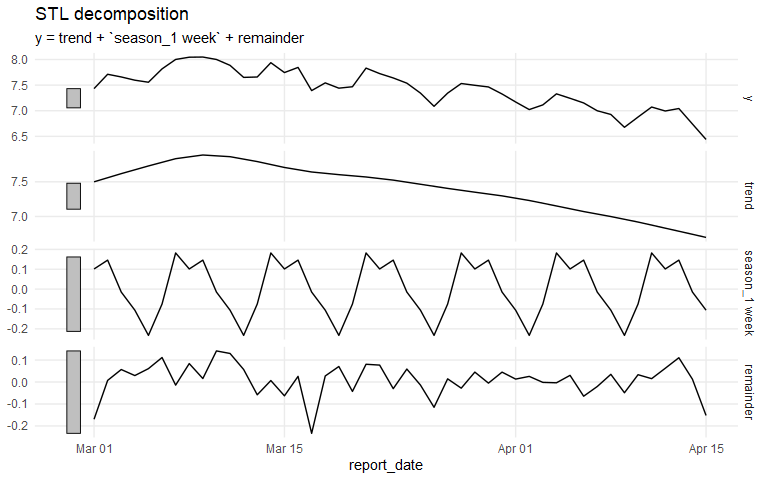 STL decomposition
y = trend + `season_1 week` + remainder
8.0
7.5
7.0
6.5
y
7.5
7.0
trend
0.2
0.1
0.0
-0.1
-0.2
season_1 week
0.1
0.0
-0.1
-0.2
remainder
Mar 01 Mar 15 Apr 01 Apr 15
report_date